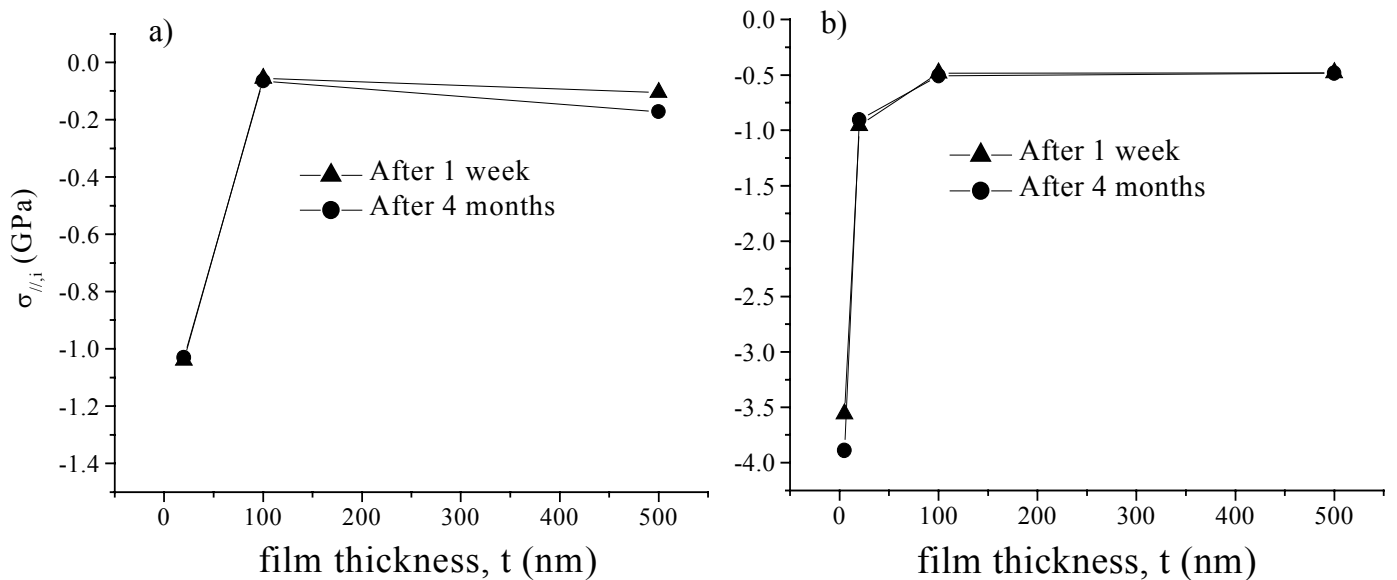 a)
0.0
-0.2
-0.4
-0.6
-0.8
-1.0
-1.2
-1.4
σ//,i (GPa)
After 1 week
After 4 months
0 100 200 300 400 500
film thickness, t (nm)
b)
0.0
-0.5
-1.0
-1.5
-2.0
-2.5
-3.0
-3.5
-4.0
After 1 week
After 4 months
0 100 200 300 400 500
film thickness, t (nm)